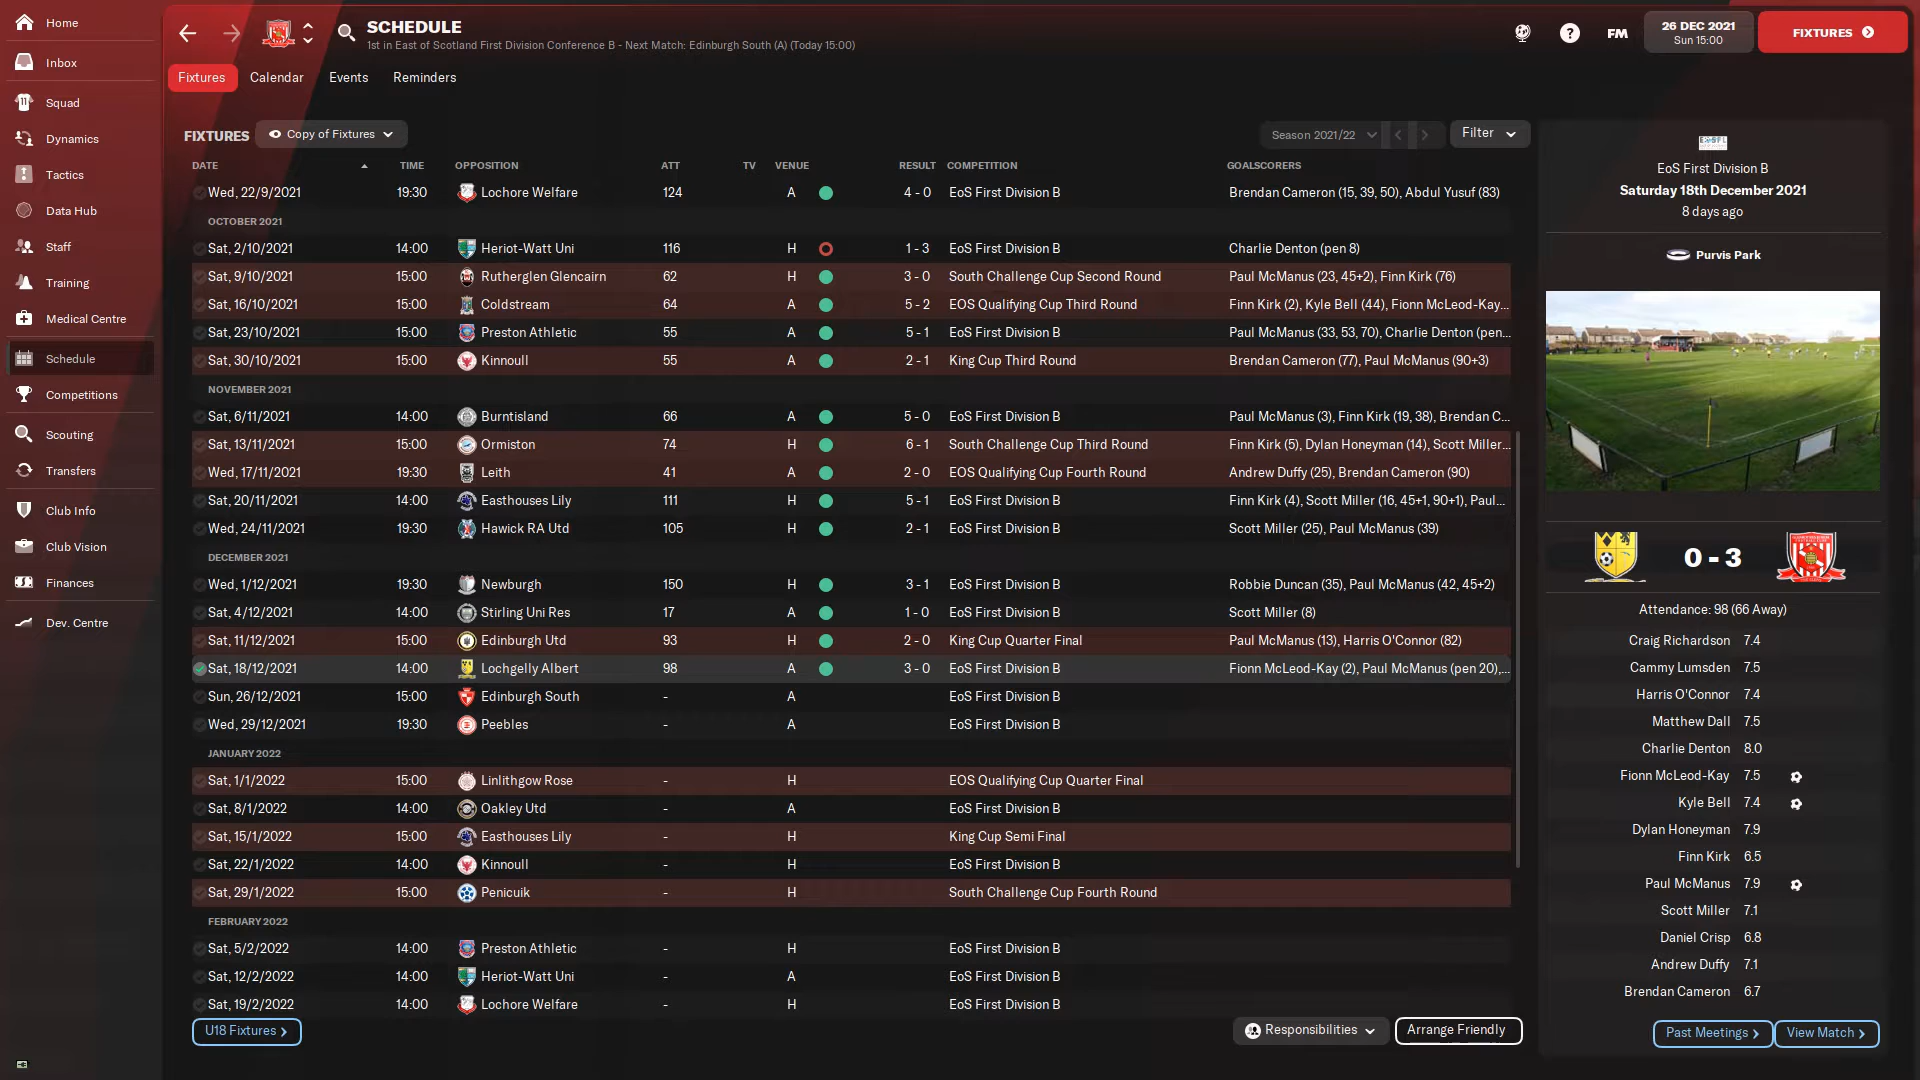 Home
Inbox
Squad
Dynamics
Tactics
Data Hub
Staff
Training
Medical Centre
Schedule
Competitions
Scouting
Transfers
Club Info
Club Vision
Finances
Dev. Centre
SCHEDULE
1st in East of Scotland First Division Conference B - Next Match: Edinburgh South (A) (Today 15:00)
FM
26 DEC 2021
Sun 15:00
FIXTURES
Fixtures Calendar Events Reminders
FIXTURES Copy of Fixtures Season 2021/22 Filter
DATE TIME OPPOSITION ATT TV VENUE RESULT COMPETITION GOALSCORERS
Wed, 22/9/2021 19:30 Lochore Welfare 124 A 4 - 0 EoS First Division B Brendan Cameron (15, 39, 50), Abdul Yusuf (83)
OCTOBER 2021
Sat, 2/10/2021 14:00 Heriot-Watt Uni 116 H 1 - 3 EoS First Division B Charlie Denton (pen 8)
Sat, 9/10/2021 15:00 Rutherglen Glencairn 62 H 3 - 0 South Challenge Cup Second Round Paul McManus (23, 45+2), Finn Kirk (76)
Sat, 16/10/2021 15:00 Coldstream 64 A 5 - 2 EOS Qualifying Cup Third Round Finn Kirk (2), Kyle Bell (44), Fionn McLeod-Kay...
Sat, 23/10/2021 15:00 Preston Athletic 55 A 5 - 1 EoS First Division B Paul McManus (33, 53, 70), Charlie Denton (pen...
Sat, 30/10/2021 15:00 Kinnoull 55 A 2 - 1 King Cup Third Round Brendan Cameron (77), Paul McManus (90+3)
NOVEMBER 2021
Sat, 6/11/2021 14:00 Burntisland 66 A 5 - 0 EoS First Division B Paul McManus (3), Finn Kirk (19, 38), Brendan C...
Sat, 13/11/2021 15:00 Ormiston 74 H 6 - 1 South Challenge Cup Third Round Finn Kirk (5), Dylan Honeyman (14), Scott Miller...
Wed, 17/11/2021 19:30 Leith 41 A 2 - 0 EOS Qualifying Cup Fourth Round Andrew Duffy (25), Brendan Cameron (90)
Sat, 20/11/2021 14:00 Easthouses Lily 111 H 5 - 1 EoS First Division B Finn Kirk (4), Scott Miller (16, 45+1, 90+1), Paul...
Wed, 24/11/2021 19:30 Hawick RA Utd 105 H 2 - 1 EoS First Division B Scott Miller (25), Paul McManus (39)
DECEMBER 2021
Wed, 1/12/2021 19:30 Newburgh 150 H 3 - 1 EoS First Division B Robbie Duncan (35), Paul McManus (42, 45+2)
Sat, 4/12/2021 14:00 Stirling Uni Res 17 A 1 - 0 EoS First Division B Scott Miller (8)
Sat, 11/12/2021 15:00 Edinburgh Utd 93 H 2 - 0 King Cup Quarter Final Paul McManus (13), Harris O'Connor (82)
Sat, 18/12/2021 14:00 Lochgelly Albert 98 A 3 - 0 EoS First Division B Fionn McLeod-Kay (2), Paul McManus (pen 20),...
Sun, 26/12/2021 15:00 Edinburgh South - A EoS First Division B
Wed, 29/12/2021 19:30 Peebles - A EoS First Division B
JANUARY 2022
Sat, 1/1/2022 15:00 Linlithgow Rose - H EOS Qualifying Cup Quarter Final
Sat, 8/1/2022 14:00 Oakley Utd - A EoS First Division B
Sat, 15/1/2022 15:00 Easthouses Lily - H King Cup Semi Final
Sat, 22/1/2022 14:00 Kinnoull - H EoS First Division B
Sat, 29/1/2022 15:00 Penicuik - H South Challenge Cup Fourth Round
FEBRUARY 2022
Sat, 5/2/2022 14:00 Preston Athletic - H EoS First Division B
Sat, 12/2/2022 14:00 Heriot-Watt Uni - A EoS First Division B
Sat, 19/2/2022 14:00 Lochore Welfare - H EoS First Division B
U18 Fixtures Responsibilities Arrange Friendly
EoS First Division B
Saturday 18th December 2021
8 days ago
Purvis Park
0 - 3
Attendance: 98 (66 Away)
Craig Richardson 7.4
Cammy Lumsden 7.5
Harris O'Connor 7.4
Matthew Dall 7.5
Charlie Denton 8.0
Fionn McLeod-Kay 7.5
Kyle Bell 7.4
Dylan Honeyman 7.9
Finn Kirk 6.5
Paul McManus 7.9
Scott Miller 7.1
Daniel Crisp 6.8
Andrew Duffy 7.1
Brendan Cameron 6.7
Past Meetings View Match